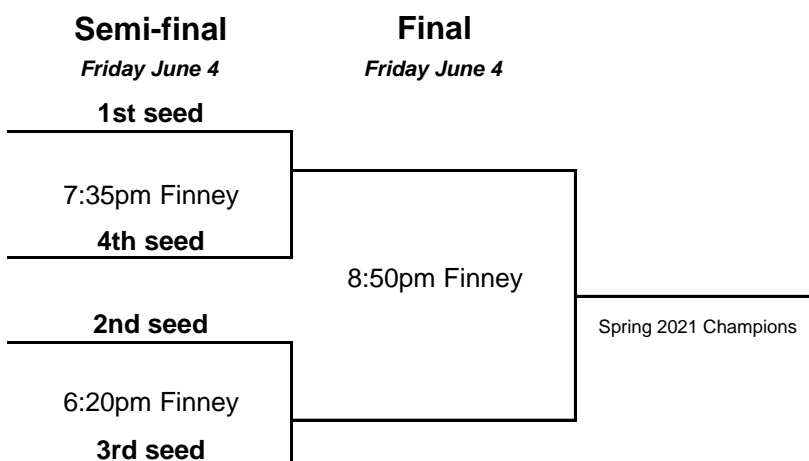 Semi-final
Final
Friday June 4
Friday June 4
1st seed
7:35pm Finney
4th seed
8:50pm Finney
2nd seed
Spring 2021 Champions
6:20pm Finney
3rd seed